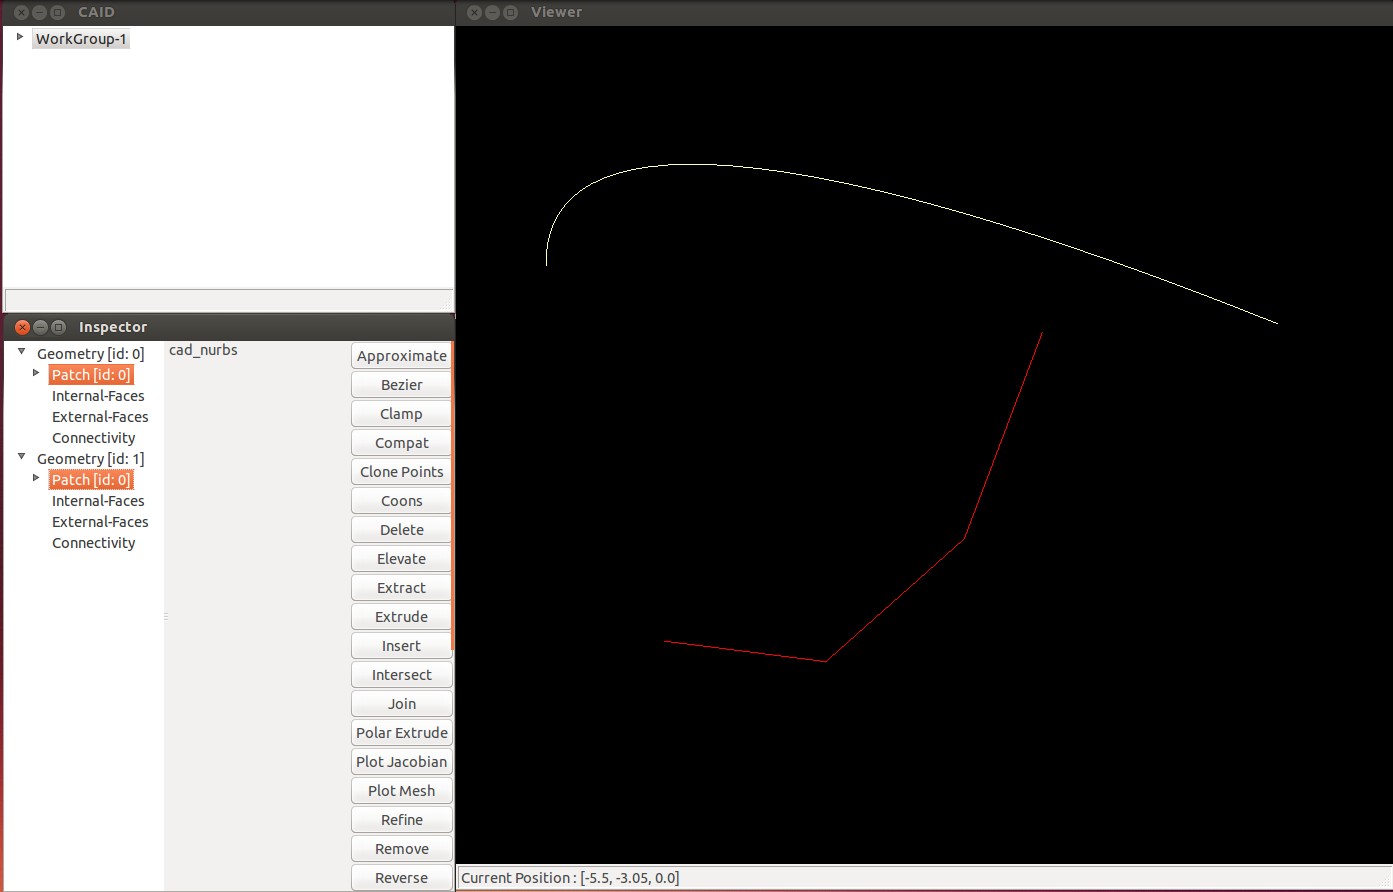 CAID
WorkGroup-1
Inspector
Geometry [id: 0]
Patch [id: 0]
Internal-Faces
External-Faces
Connectivity
Geometry [id: 1]
Patch [id: 0]
Internal-Faces
External-Faces
Connectivity
cad_nurbs
Approximate
Bezier
Clamp
Compat
Clone Points
Coons
Delete
Elevate
Extract
Extrude
Insert
Intersect
Join
Polar Extrude
Plot Jacobian
Plot Mesh
Refine
Remove
Reverse
Viewer
Current Position : [-5.5, -3.05, 0.0]